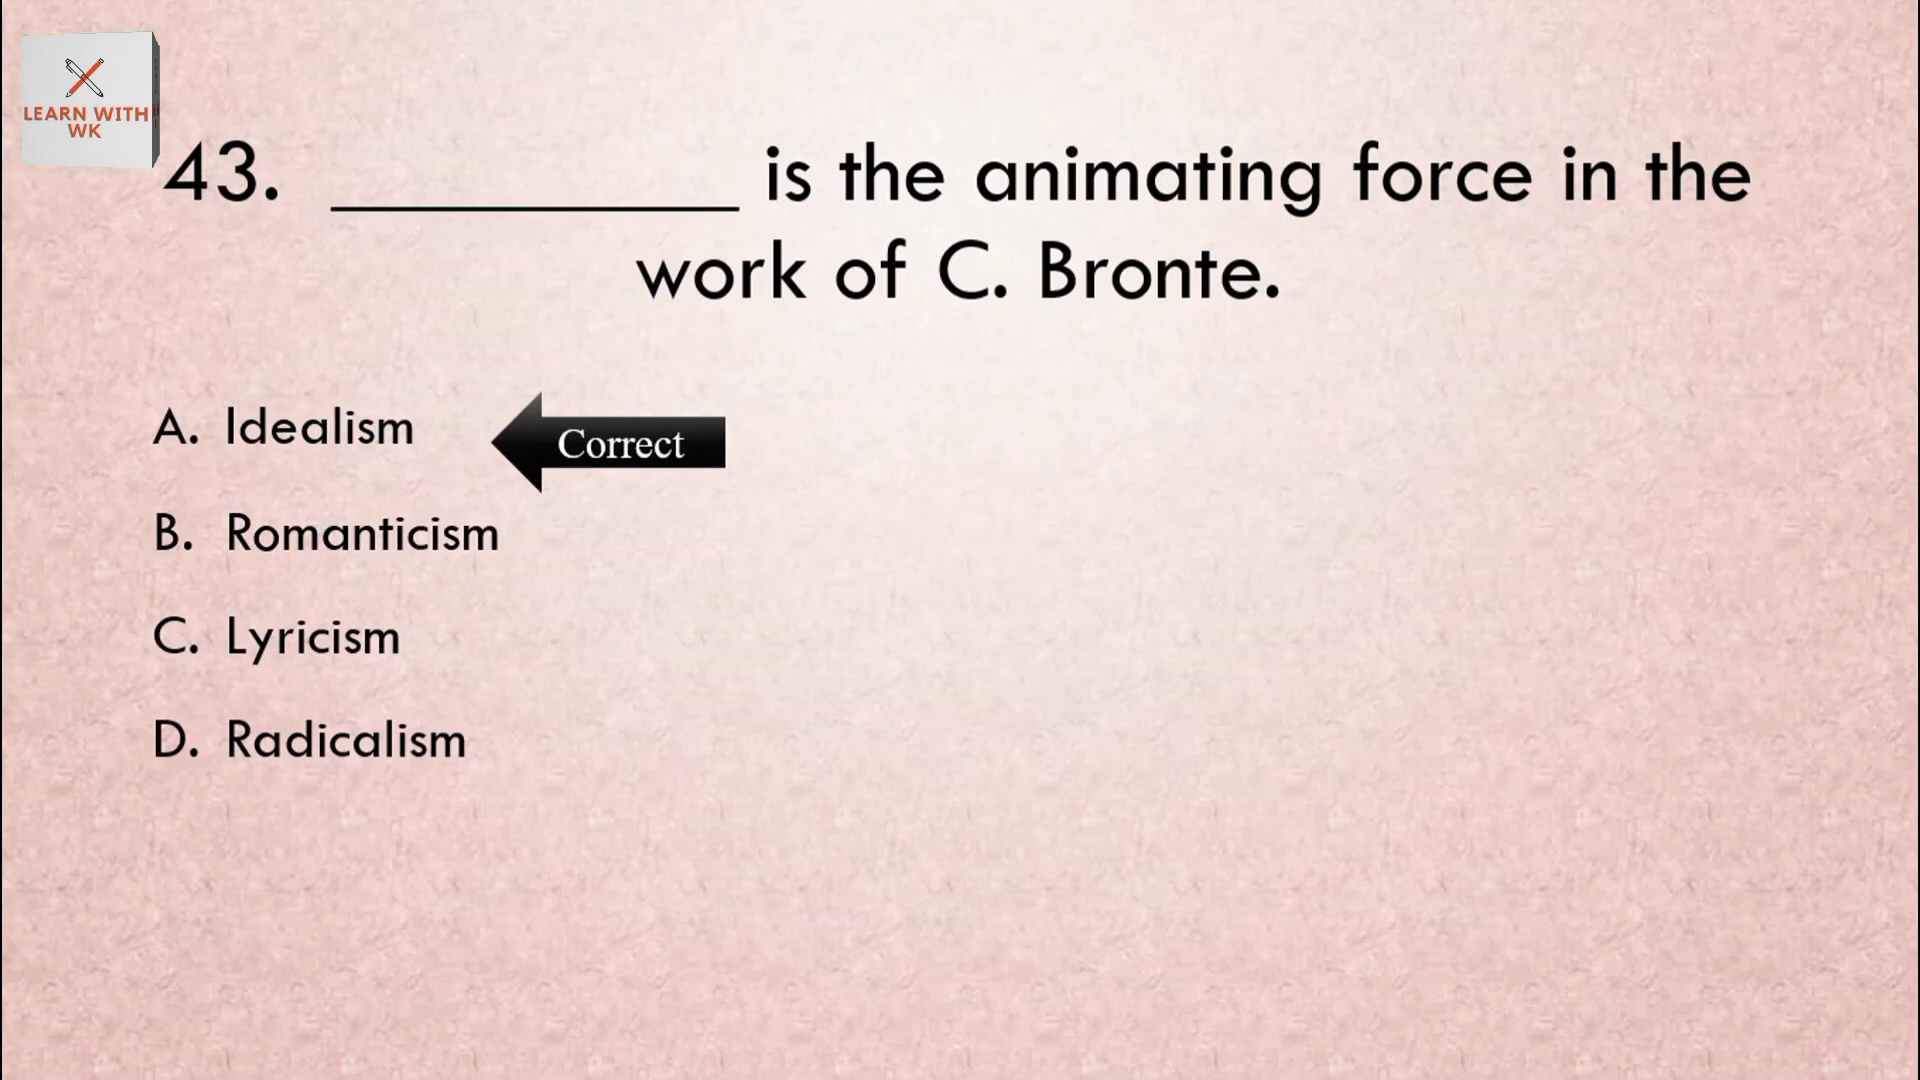 LEARN WITH
WK
43. __________ is the animating force in the
work of C. Bronte.
A. Idealism
Correct
B. Romanticism
C. Lyricism
D. Radicalism